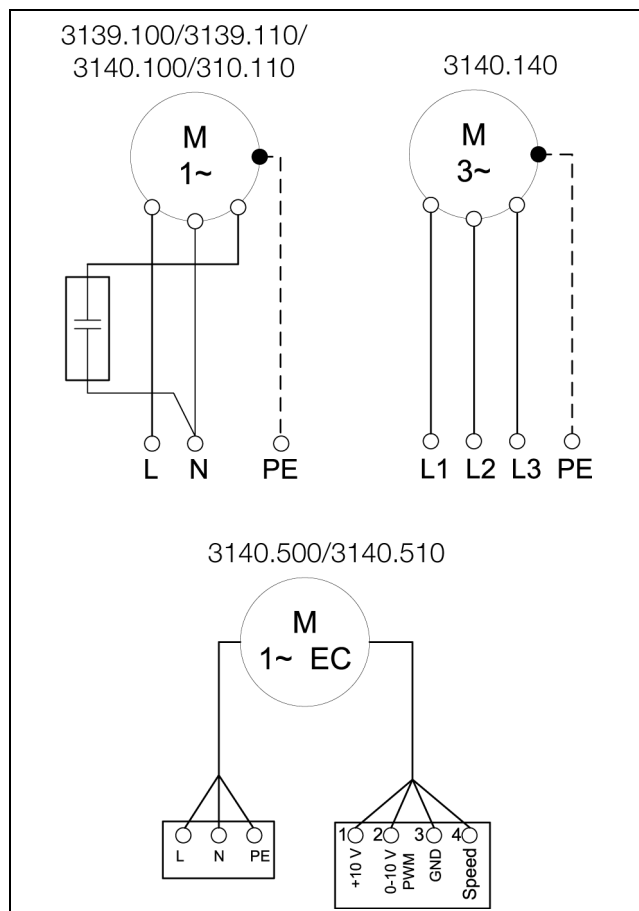 3139.100/3139.110/
3140.100/310.110
M
1~
L
N
PE
3140.140
M
3~
L1
L2
L3
PE
3140.500/3140.510
M
1~ EC
L
N
PE
1
2
3
4
+10 V
0-10 V
PWM
GND
Speed